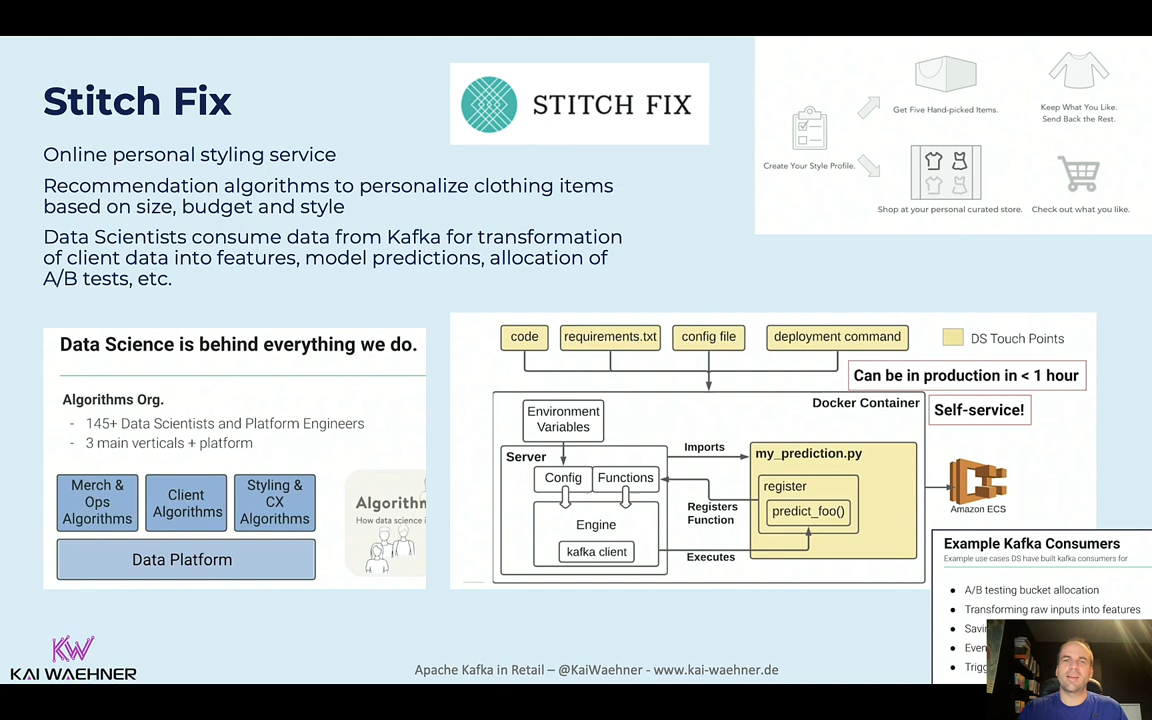 Stitch Fix
STITCH FIX
Online personal styling service
Recommendation algorithms to personalize clothing items
based on size, budget and style
Data Scientists consume data from Kafka for transformation
of client data into features, model predictions, allocation of
A/B tests, etc.
Create Your Style Profile.
Get Five Hand-picked Items.
Keep What You Like.
Send Back the Rest.
Shop at your personal curated store.
Check out what you like.
Data Science is behind everything we do.
Algorithms Org.
- 145+ Data Scientists and Platform Engineers
- 3 main verticals + platform
Merch &
Ops
Algorithms
Client
Algorithms
Styling &
CX
Algorithms
Data Platform
How data science
code
requirements.txt
config file
deployment command
DS Touch Points
Can be in production in < 1 hour
Docker Container
Self-service!
Environment
Variables
Server
Config
Functions
Engine
kafka client
Imports
Registers
Function
Executes
my_prediction.py
register
predict_foo()
Amazon ECS
Example Kafka Consumers
Example use cases DS have built kafka consumers for
A/B testing bucket allocation
Transforming raw inputs into features
KW
KAI WAEHNER
Apache Kafka in Retail – @KaiWaehner - www.kai-waehner.de